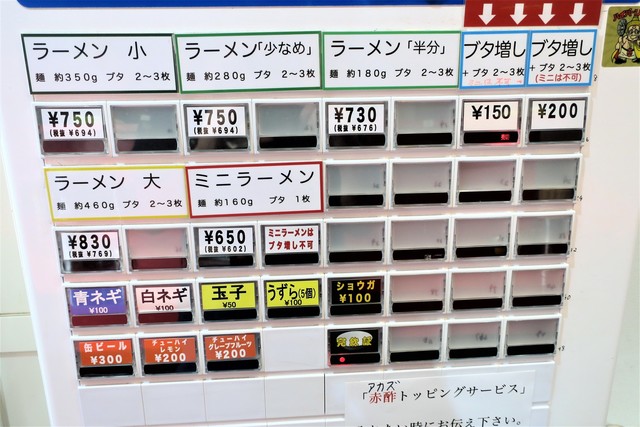 ラーメン 小
麺 約350g ブタ 2〜3枚
ラーメン「少なめ」
麺 約280g ブタ 2〜3枚
ラーメン「半分」
麺 約180g ブタ 2〜3枚
ブタ増し
+ ブタ 2〜3枚
ブタ増し
+ ブタ 2〜3枚
(ミニは不可)
¥750
(税抜 ¥694)
¥750
(税抜 ¥694)
¥730
(税抜 ¥676)
¥150
¥200
ラーメン 大
麺 約460g ブタ 2〜3枚
ミニラーメン
麺 約160g ブタ 1枚
¥830
(税抜 ¥769)
¥650
(税抜 ¥602)
ミニラーメンは
ブタ増し不可
青ネギ
¥100
白ネギ
¥100
玉子
¥50
うずら(5個)
¥100
ショウガ
¥100
缶ビール
¥300
チューハイ
レモン
¥200
チューハイ
グレープフルーツ
¥200
アカズ
「赤酢トッピングサービス」
時にお伝え下さい。